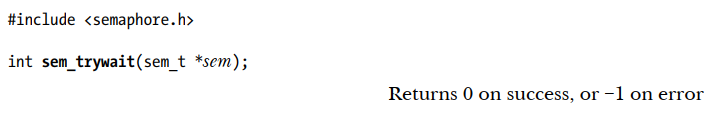 #include <semaphore.h>
int sem_trywait(sem_t *sem);
Returns 0 on success, or −1 on error